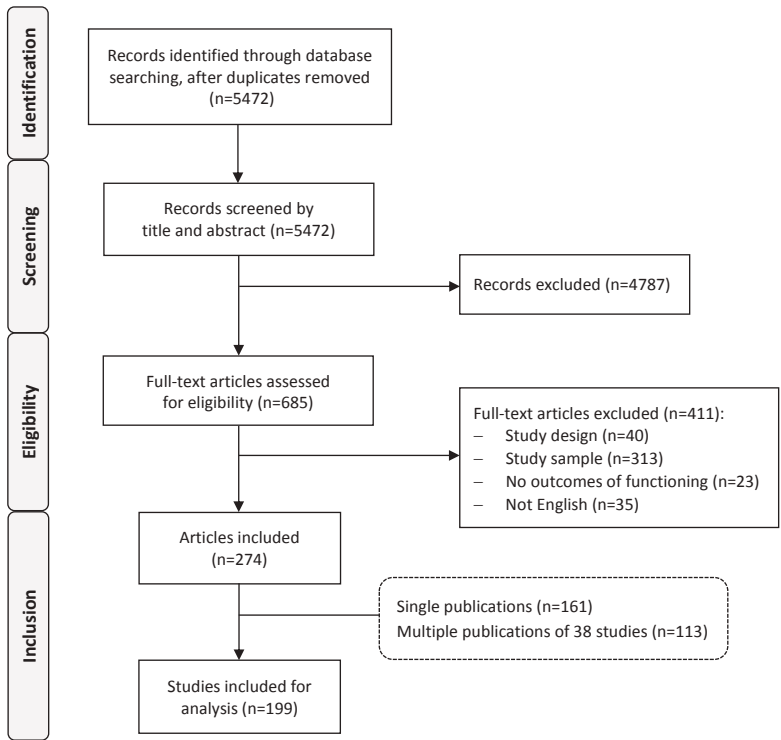 Identification
Records identified through database
searching, after duplicates removed
(n=5472)
Screening
Records screened by
title and abstract (n=5472)
Records excluded (n=4787)
Eligibility
Full-text articles assessed
for eligibility (n=685)
Full-text articles excluded (n=411):
– Study design (n=40)
– Study sample (n=313)
– No outcomes of functioning (n=23)
– Not English (n=35)
Inclusion
Articles included
(n=274)
Single publications (n=161)
Multiple publications of 38 studies (n=113)
Studies included for
analysis (n=199)